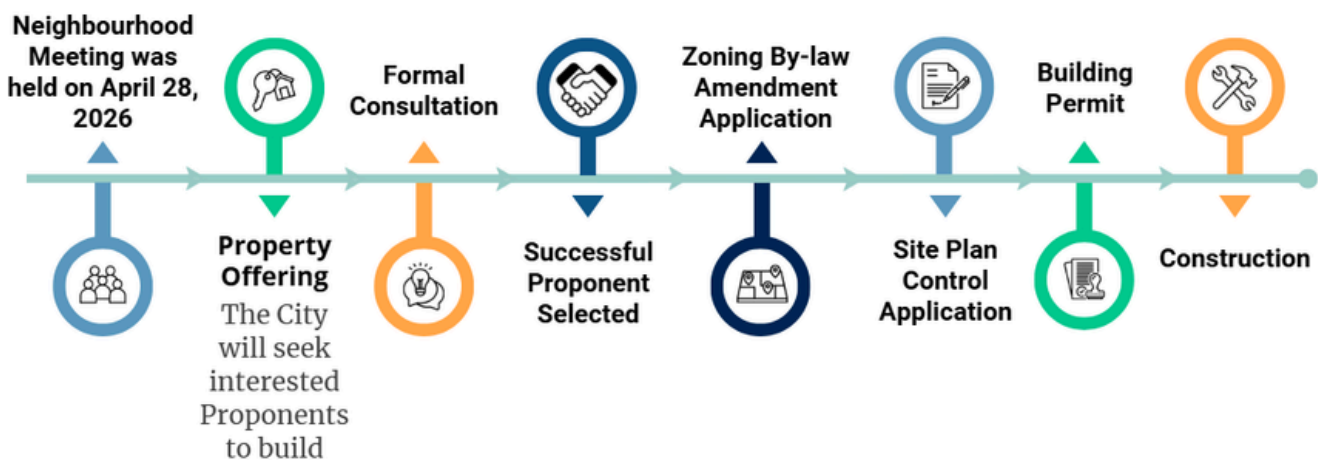 Neighbourhood
Meeting was
held on April 28,
2026
Property
Offering
The City
will seek
interested
Proponents
to build
Formal
Consultation
Successful
Proponent
Selected
Zoning By-law
Amendment
Application
Site Plan
Control
Application
Building
Permit
Construction